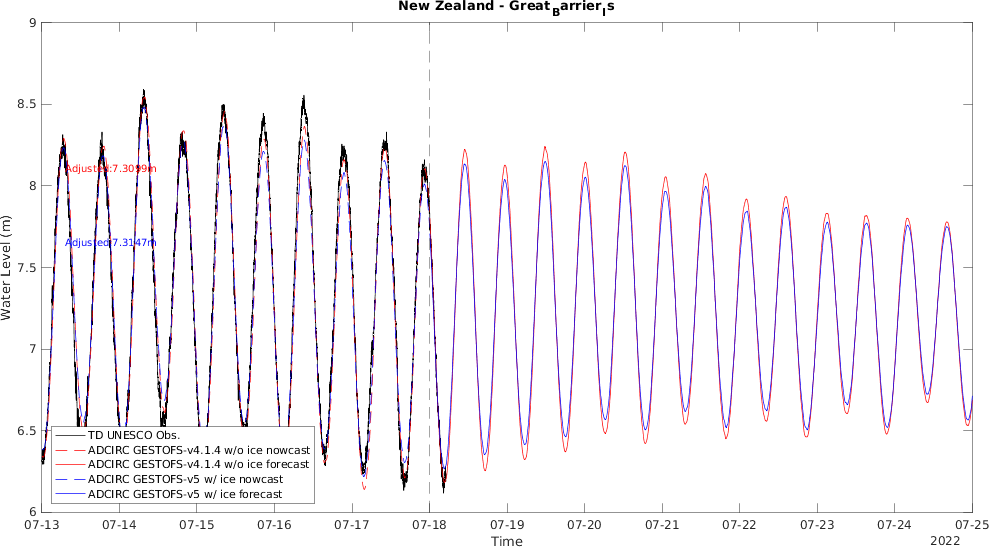 New Zealand - Great_Barrier_Is
9
8.5
8
7.5
7
6.5
6
Water Level (m)
Adjusted:7.3099m
Adjusted:7.3147m
TD UNESCO Obs.
ADCIRC GESTOFS-v4.1.4 w/o ice nowcast
ADCIRC GESTOFS-v4.1.4 w/o ice forecast
ADCIRC GESTOFS-v5 w/ ice nowcast
ADCIRC GESTOFS-v5 w/ ice forecast
07-13 07-14 07-15 07-16 07-17 07-18 07-19 07-20 07-21 07-22 07-23 07-24 07-25
Time
2022